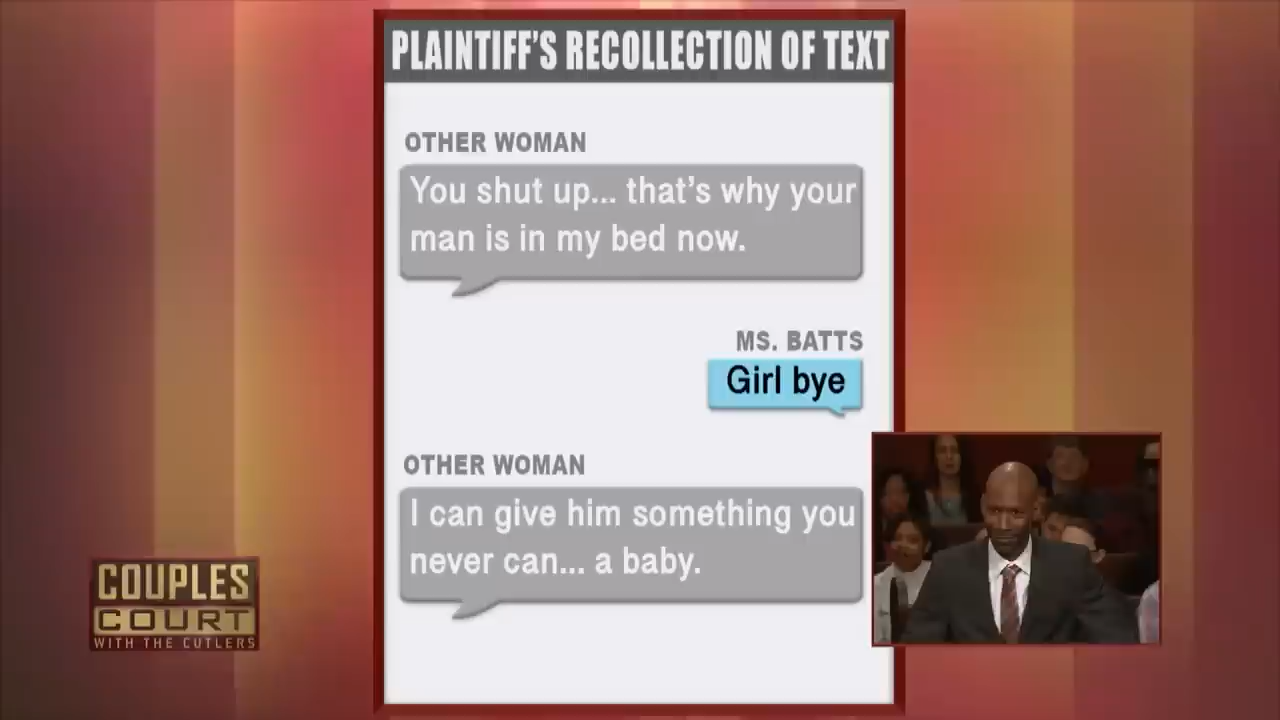 PLAINTIFF'S RECOLLECTION OF TEXT
OTHER WOMAN
You shut up... that's why your
man is in my bed now.
MS. BATTS
Girl bye
OTHER WOMAN
I can give him something you
never can... a baby.
COUPLES
COURT
WITH THE CUTLERS